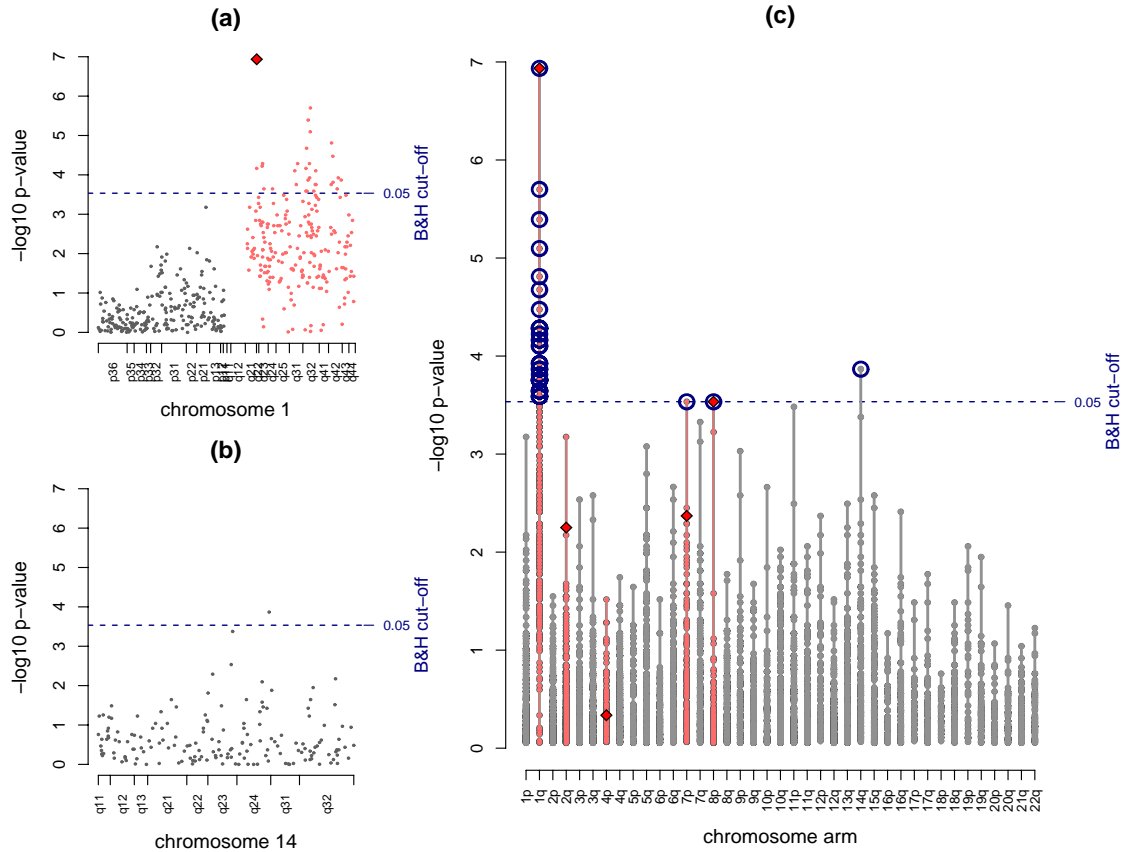 (a)
7
6
5
4
3
2
1
0
−log10 p−value
0.05
B&H cut−off
p36
p35
p34
p32
p31
p22
p21
p13
q12
q21
q22
q23
q24
q25
q31
q32
q41
q42
q43
q44
chromosome 1
(b)
7
6
5
4
3
2
1
0
−log10 p−value
0.05
B&H cut−off
q11
q12
q13
q21
q22
q23
q24
q31
q32
chromosome 14
(c)
7
6
5
4
3
2
1
0
−log10 p−value
0.05
B&H cut−off
1p
1q
2p
2q
3p
3q
4p
4q
5p
5q
6p
6q
7p
7q
8p
8q
9p
9q
10p
10q
11p
11q
12p
12q
13q
14q
15q
16p
16q
17p
17q
18p
18q
19p
19q
20p
20q
21q
22q
chromosome arm